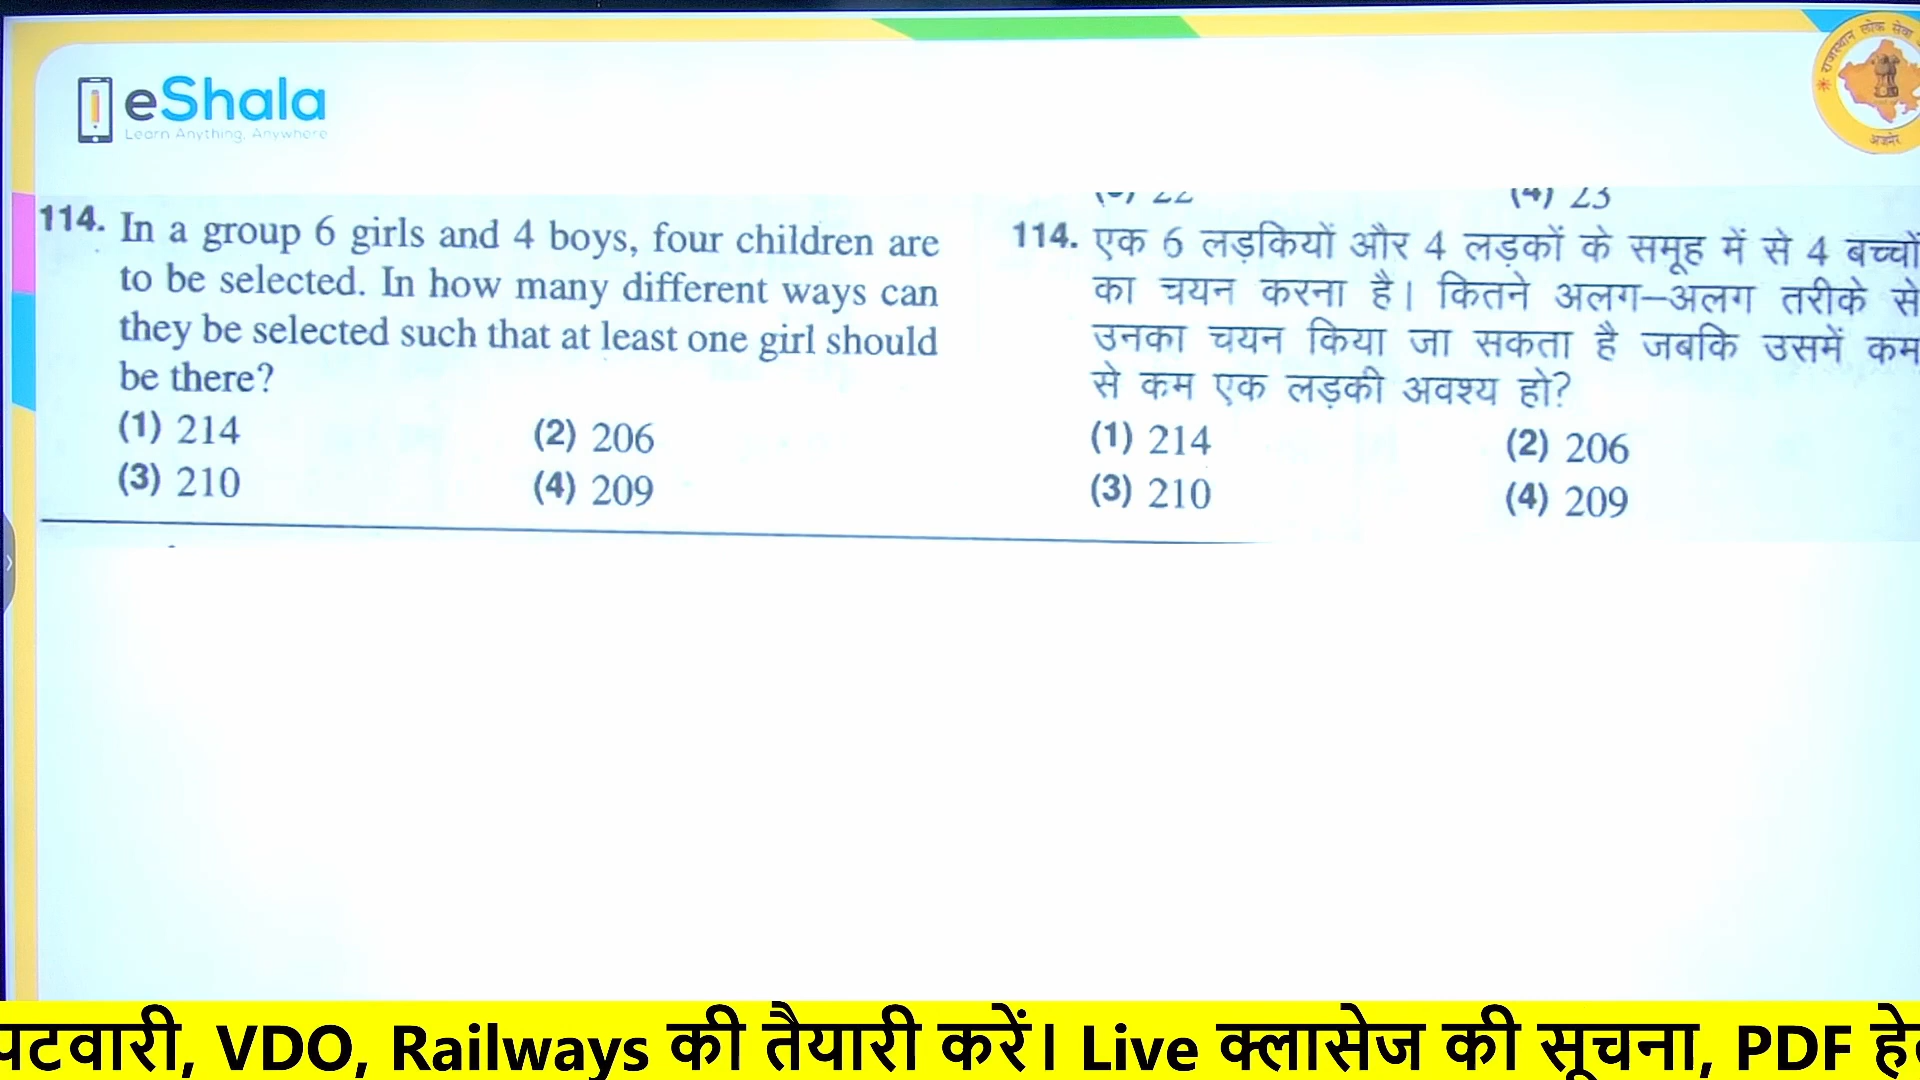 eShala
Learn Anything, Anywhere
राजस्थान लोक सेवा
अजमेर
114. In a group 6 girls and 4 boys, four children are
to be selected. In how many different ways can
they be selected such that at least one girl should
be there?
(1) 214 (2) 206
(3) 210 (4) 209
(4) 23
114. एक 6 लड़कियों और 4 लड़कों के समूह में से 4 बच्चों
का चयन करना है। कितने अलग–अलग तरीके से
उनका चयन किया जा सकता है जबकि उसमें कम
से कम एक लड़की अवश्य हो?
(1) 214 (2) 206
(3) 210 (4) 209
पटवारी, VDO, Railways की तैयारी करें। Live क्लासेज की सूचना, PDF